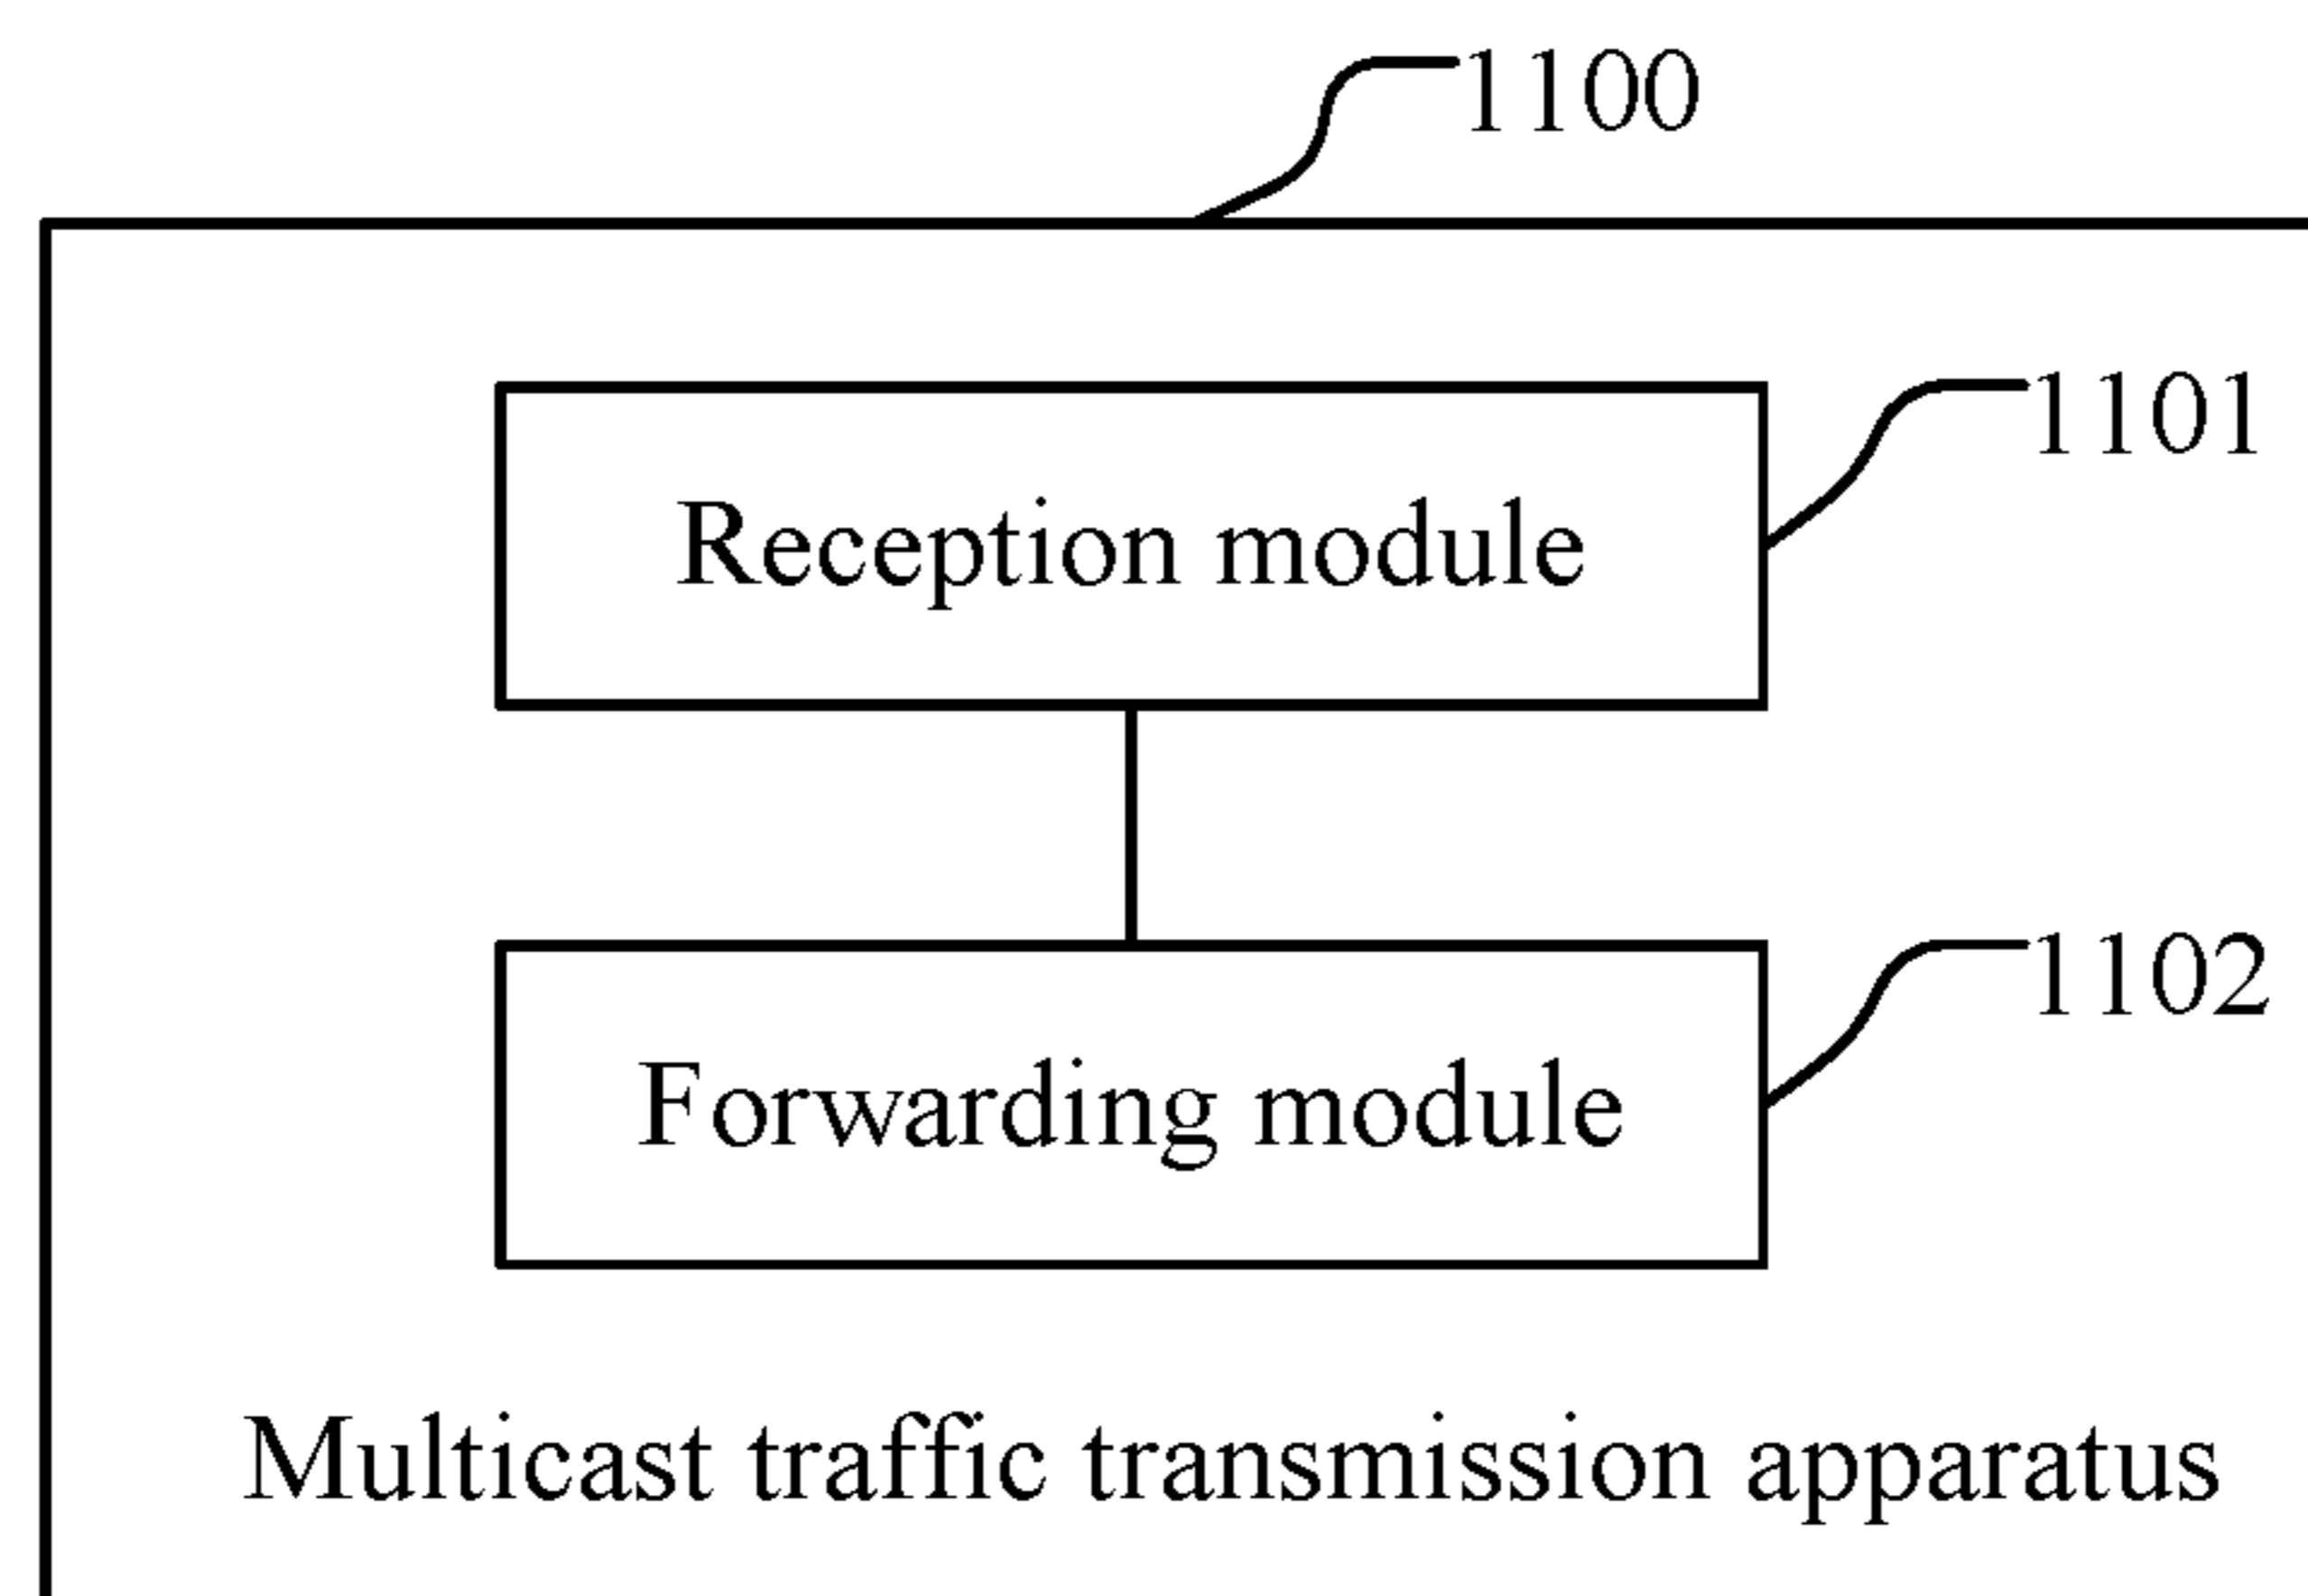 1100
1101
Reception module
1102
Forwarding module
Multicast traffic transmission apparatus